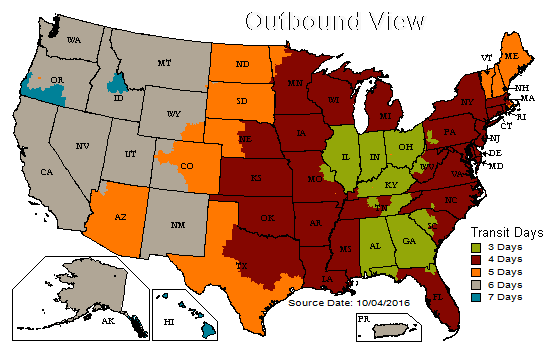 Outbound View
WA
MT
ND
MN
VT
ME
OR
ID
WI
SD
MI
NY
NH
MA
WY
RI
CT
IA
PA
NJ
NE
OH
NV
UT
IL
IN
DE
MD
CO
WV
VA
CA
KS
MO
KY
NC
TN
OK
AR
SC
AZ
NM
MS
AL
GA
TX
LA
FL
AK
HI
PR
Transit Days
3 Days
4 Days
5 Days
6 Days
7 Days
Source Date: 10/04/2016